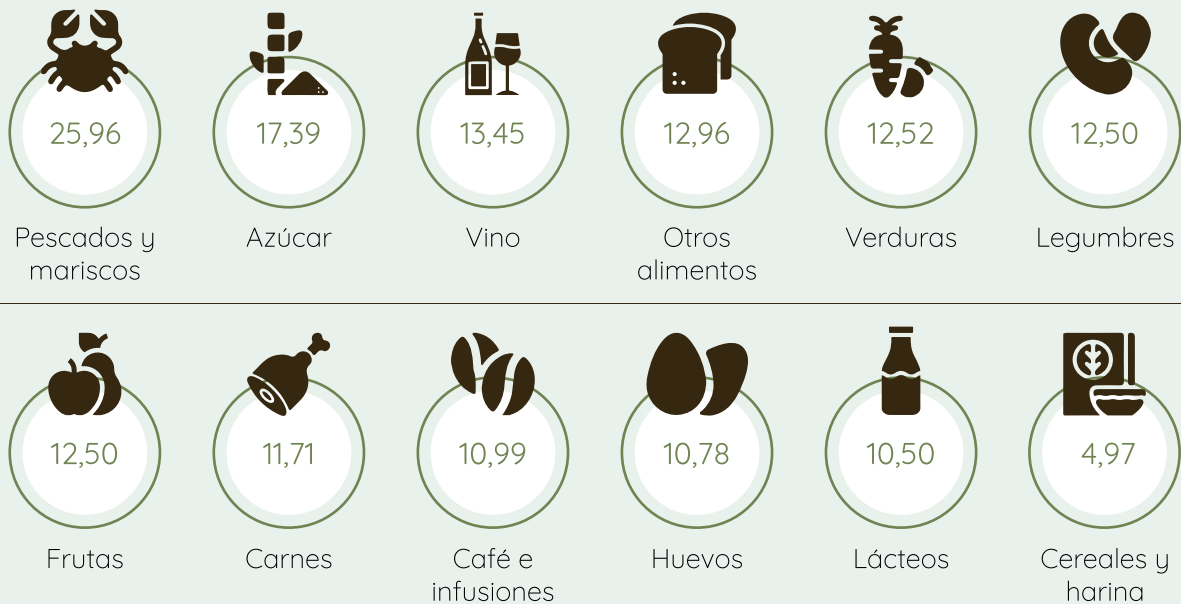 25,96
17,39
13,45
12,96
12,52
12,50
Pescados y
mariscos
Azúcar
Vino
Otros
alimentos
Verduras
Legumbres
12,50
11,71
10,99
10,78
10,50
4,97
Frutas
Carnes
Café e
infusiones
Huevos
Lácteos
Cereales y
harina